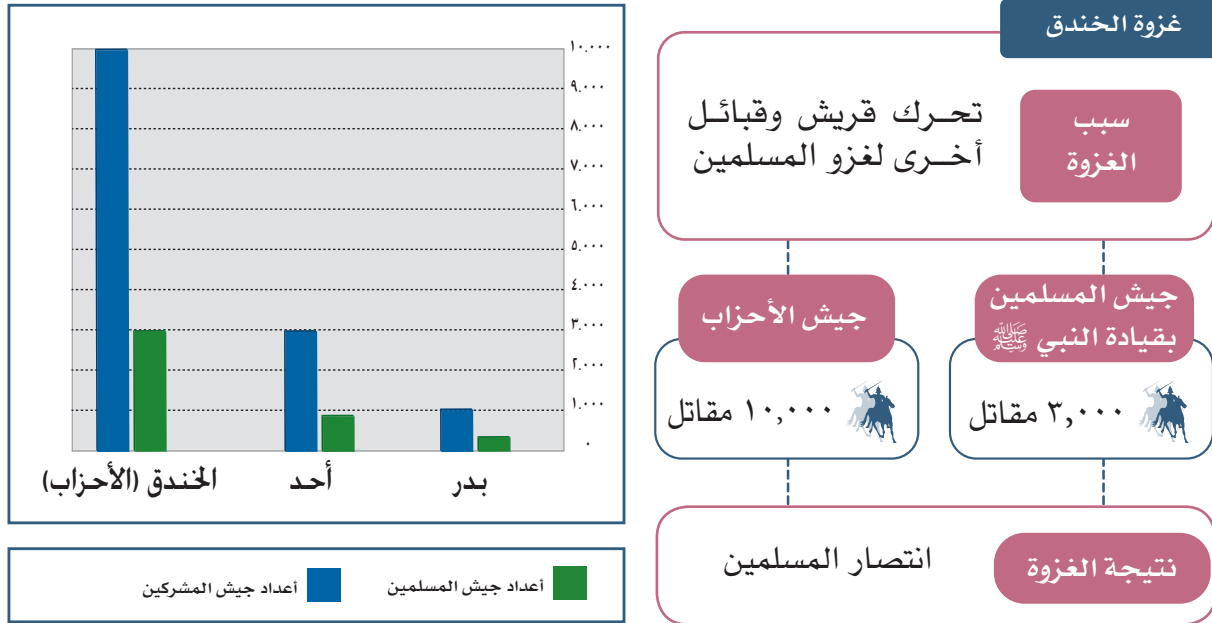 غزوة الخندق
سبب
الغزوة
تحرك قريش وقبائل
أخرى لغزو المسلمين
جيش المسلمين
بقيادة النبي ﷺ
٣,٠٠٠ مقاتل
جيش الأحزاب
١٠,٠٠٠ مقاتل
نتيجة الغزوة
انتصار المسلمين
١٠.٠٠٠
٩.٠٠٠
٨.٠٠٠
٧.٠٠٠
٦.٠٠٠
٥.٠٠٠
٤.٠٠٠
٣.٠٠٠
٢.٠٠٠
١.٠٠٠
٠
بدر
أحد
الخندق (الأحزاب)
أعداد جيش المسلمين
أعداد جيش المشركين